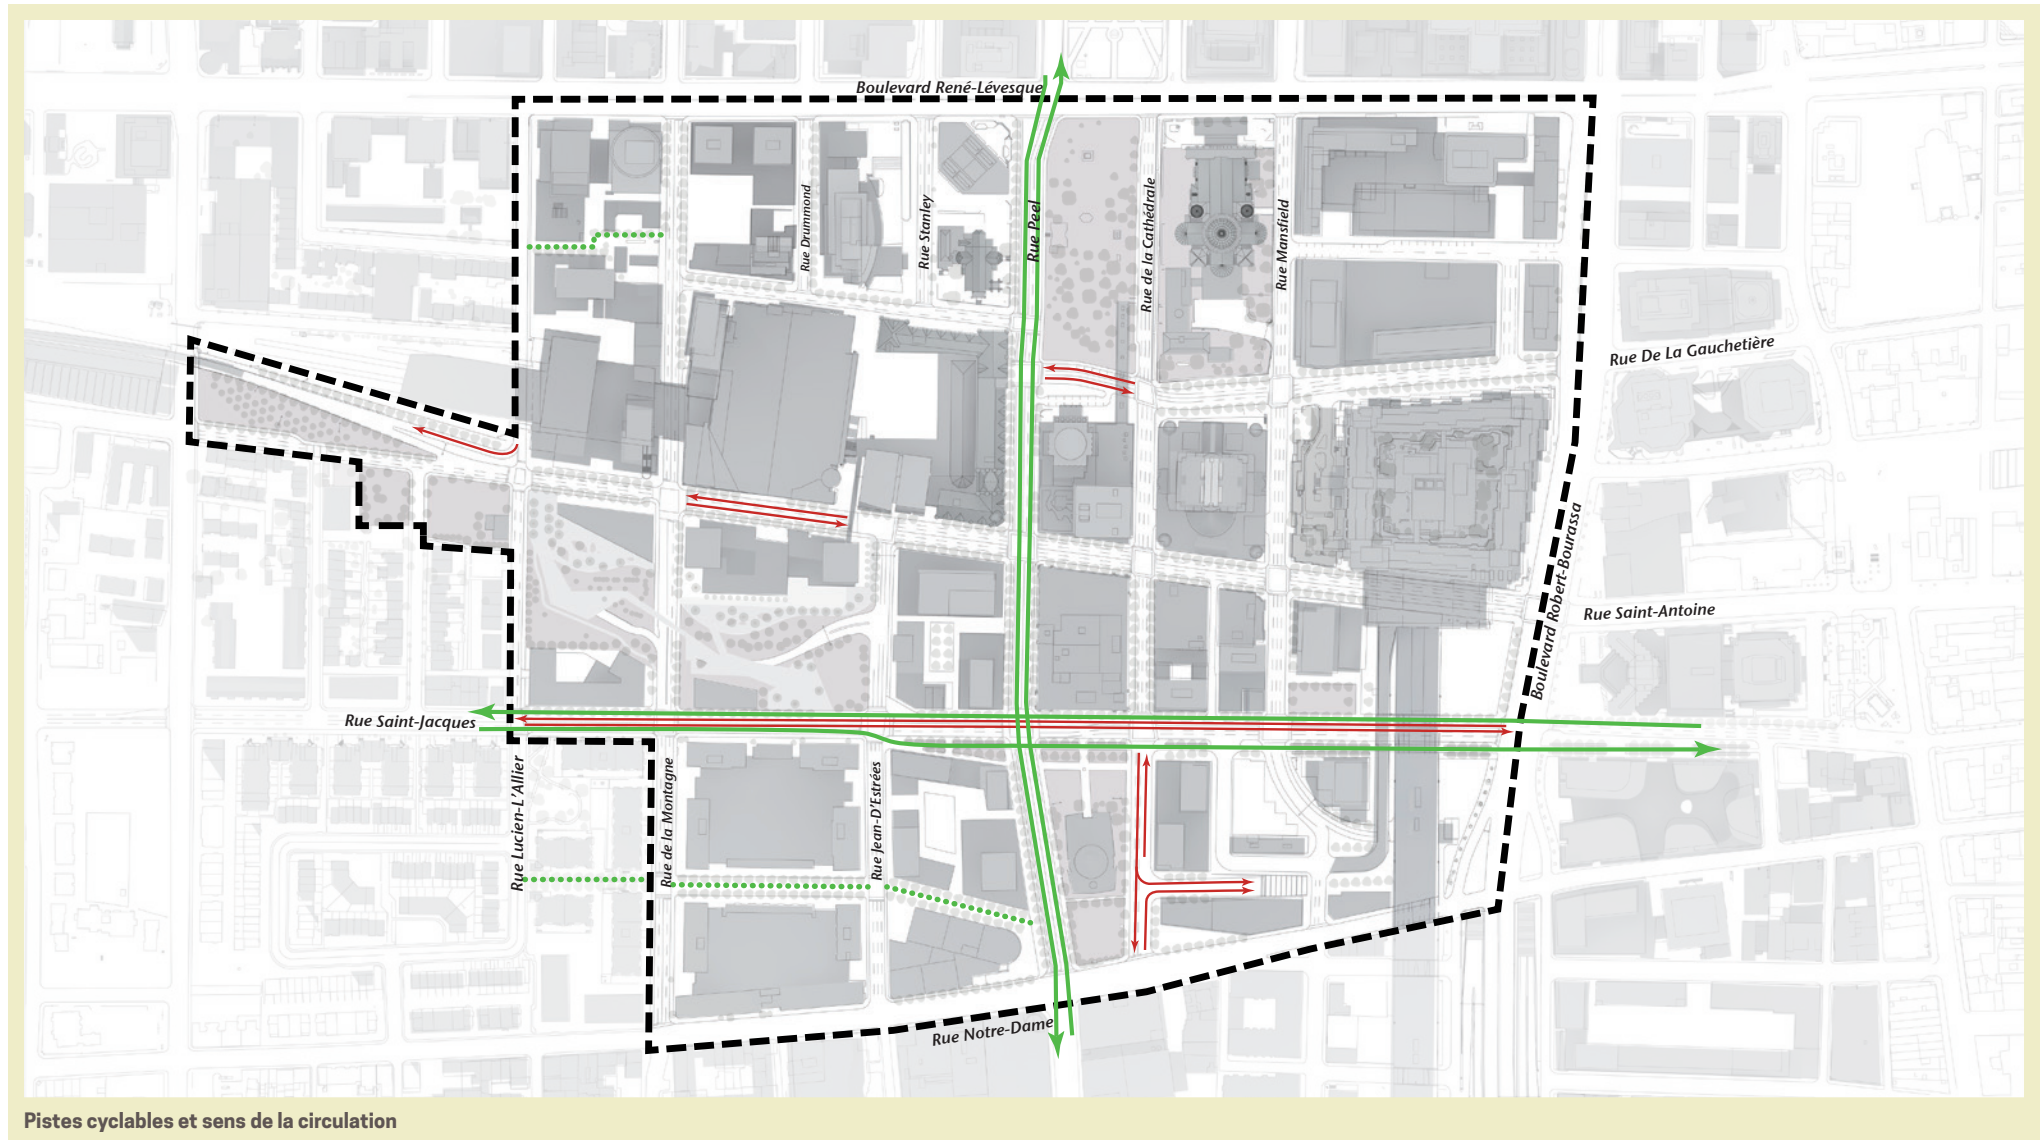 Boulevard René-Lévesque
Rue Drummond
Rue Stanley
Rue Peel
Rue de la Cathédrale
Rue Mansfield
Rue De La Gauchetière
Boulevard Robert-Bourassa
Rue Saint-Antoine
Rue Saint-Jacques
Rue Lucien-L'Allier
Rue de la Montagne
Rue Jean-D'Estrées
Rue Notre-Dame
Pistes cyclables et sens de la circulation